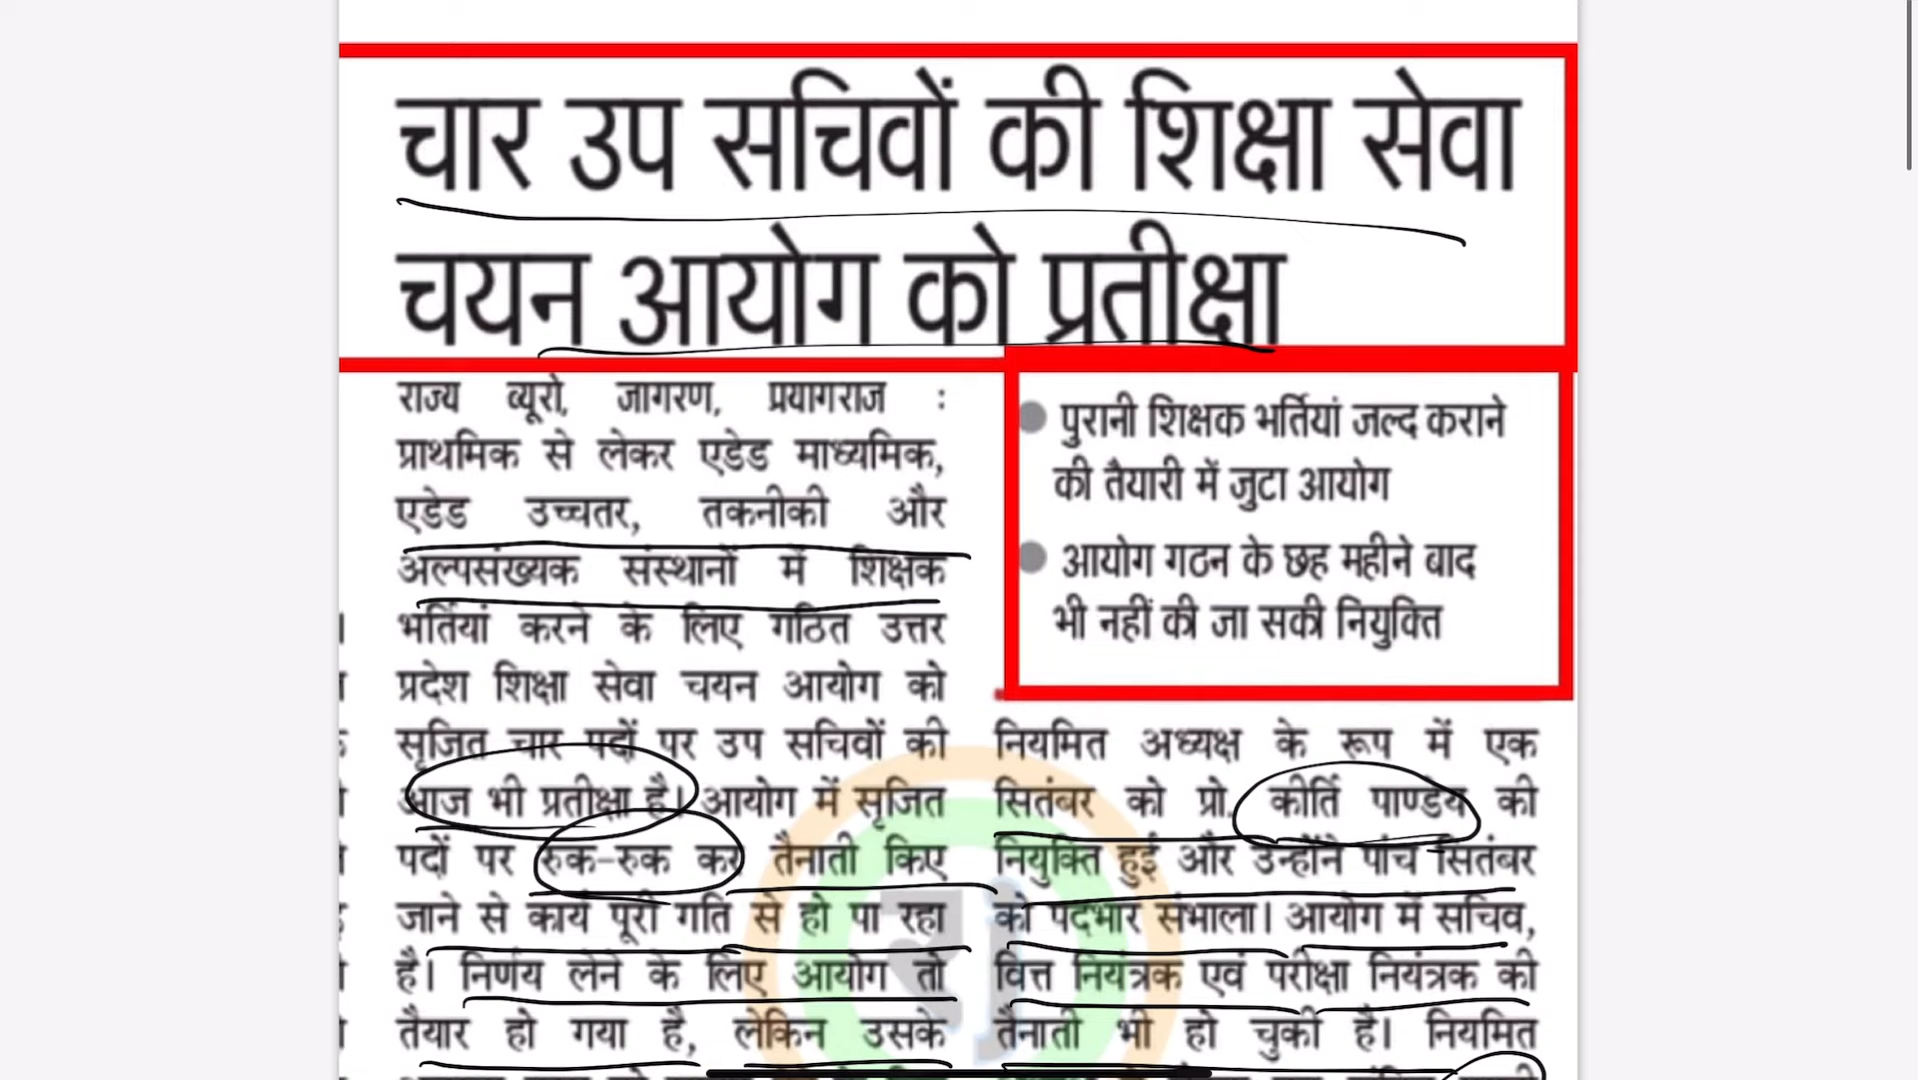 चार उप सचिवों की शिक्षा सेवा
चयन आयोग को प्रतीक्षा
राज्य ब्यूरो, जागरण, प्रयागराज :
प्राथमिक से लेकर एडेड माध्यमिक,
एडेड उच्चतर, तकनीकी और
अल्पसंख्यक संस्थानों में शिक्षक
भर्तियां करने के लिए गठित उत्तर
प्रदेश शिक्षा सेवा चयन आयोग को
सृजित चार पदों पर उप सचिवों की
आज भी प्रतीक्षा है। आयोग में सृजित
पदों पर रुक-रुक कर तैनाती किए
जाने से कार्य पूरी गति से हो पा रहा
है। निर्णय लेने के लिए आयोग तो
तैयार हो गया है, लेकिन उसके
पुरानी शिक्षक भर्तियां जल्द कराने
की तैयारी में जुटा आयोग
आयोग गठन के छह महीने बाद
भी नहीं की जा सकी नियुक्ति
नियमित अध्यक्ष के रूप में एक
सितंबर को प्रो. कीर्ति पाण्डेय की
नियुक्ति हुई और उन्होंने पांच सितंबर
को पदभार संभाला। आयोग में सचिव,
वित्त नियंत्रक एवं परीक्षा नियंत्रक की
तैनाती भी हो चुकी है। नियमित